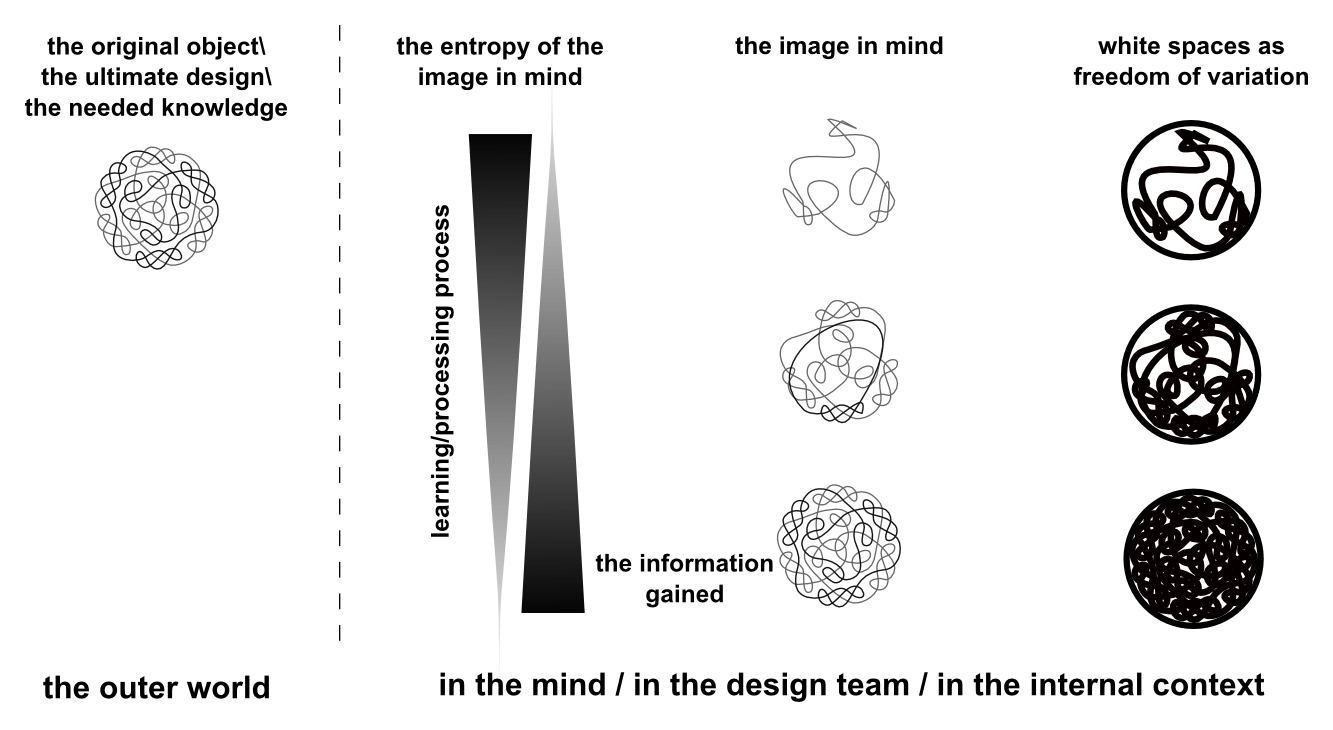 the original object\
the ultimate design\
the needed knowledge
the entropy of the
image in mind
the image in mind
white spaces as
freedom of variation
learning/processing process
the information
gained
the outer world
in the mind / in the design team / in the internal context